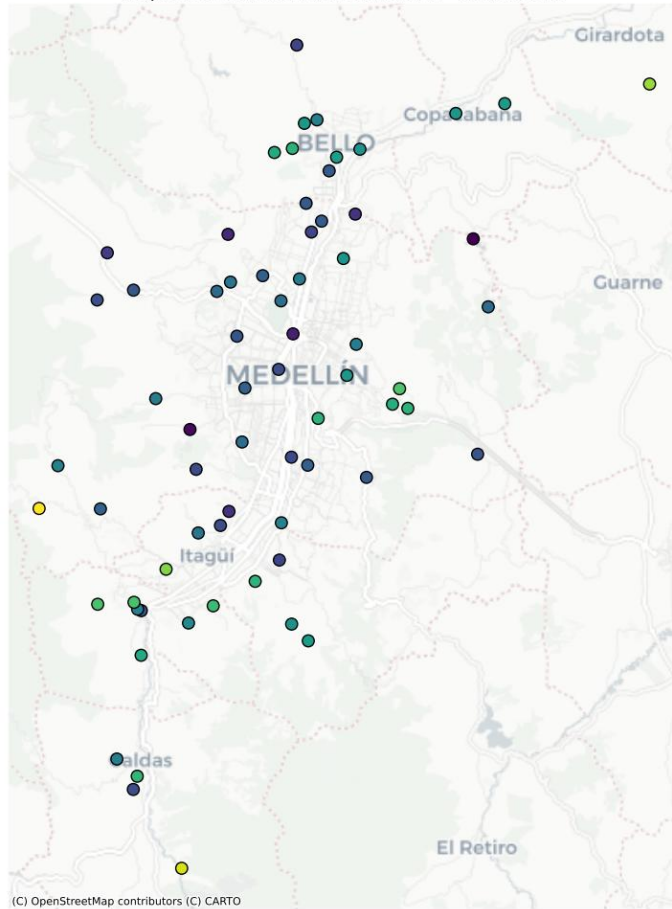 Girardota
Copacabana
BELLO
Guarne
MEDELLÍN
Itagüí
Caldas
El Retiro
(C) OpenStreetMap contributors (C) CARTO